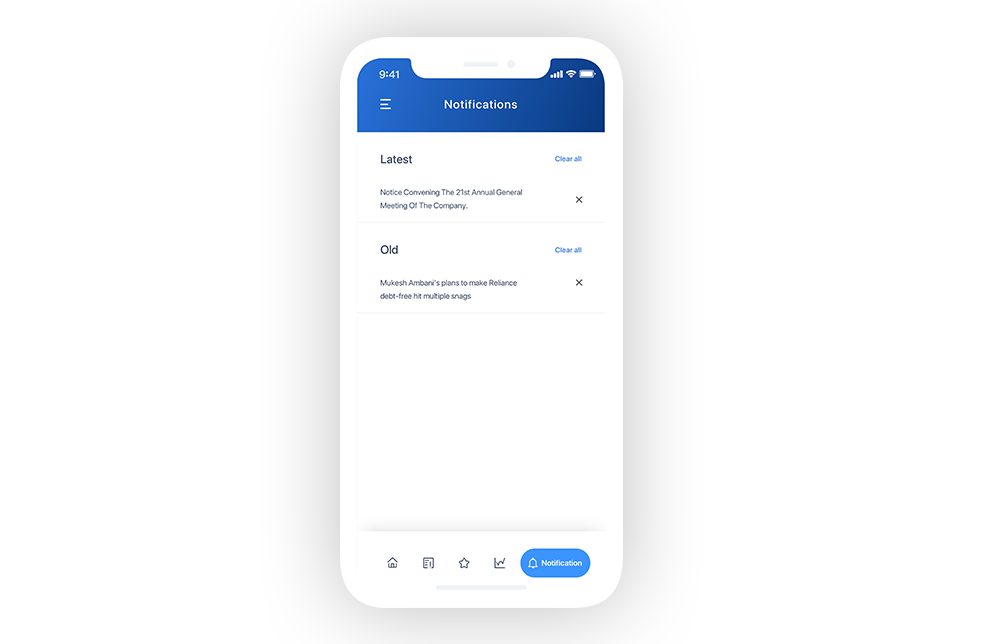 9:41
Notifications
Latest
Clear all
Notice Convening The 21st Annual General
Meeting Of The Company.
Old
Clear all
Mukesh Ambani's plans to make Reliance
debt-free hit multiple snags
Notification